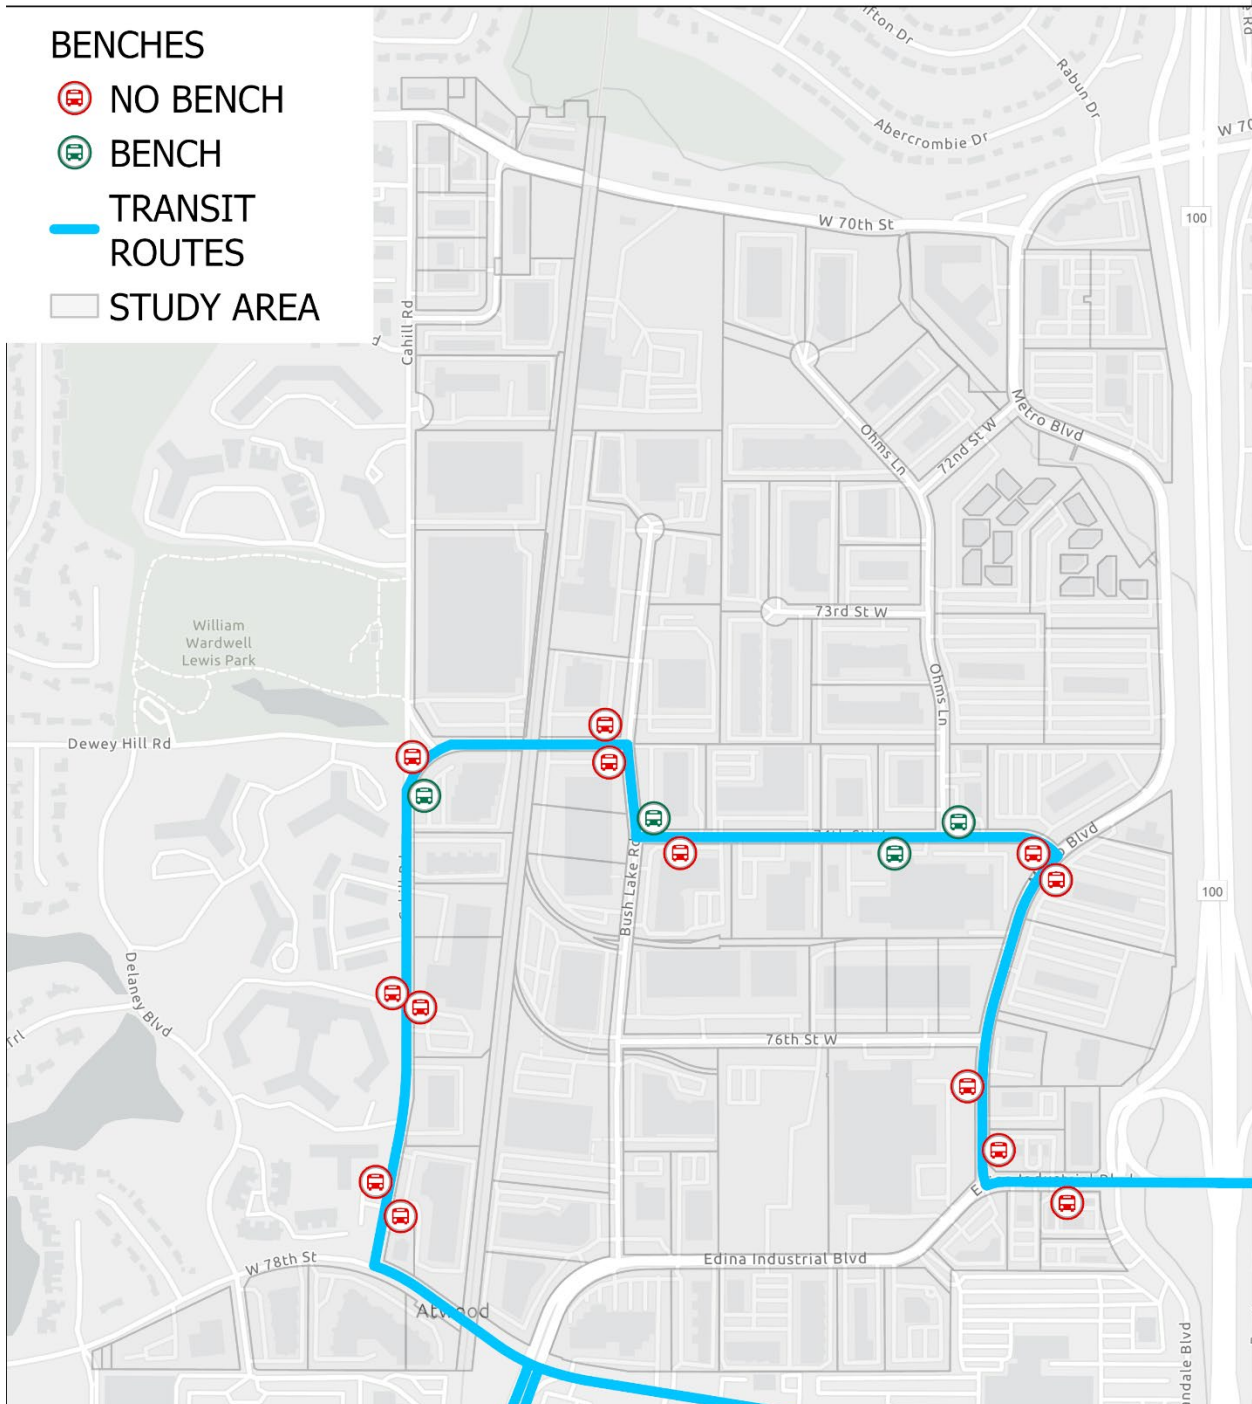 BENCHES
NO BENCH
BENCH
TRANSIT
ROUTES
STUDY AREA
Rabun Dr
Abercrombie Dr
W 70
W 70th St
100
Cahill Rd
Metro Blvd
Ohms Ln
72nd St W
73rd St W
William
Wardwell
Lewis Park
Ohms Ln
Dewey Hill Rd
Bush Lake Rd
100
Delaney Blvd
76th St W
Edina Industrial Blvd
W 78th St
Atwood